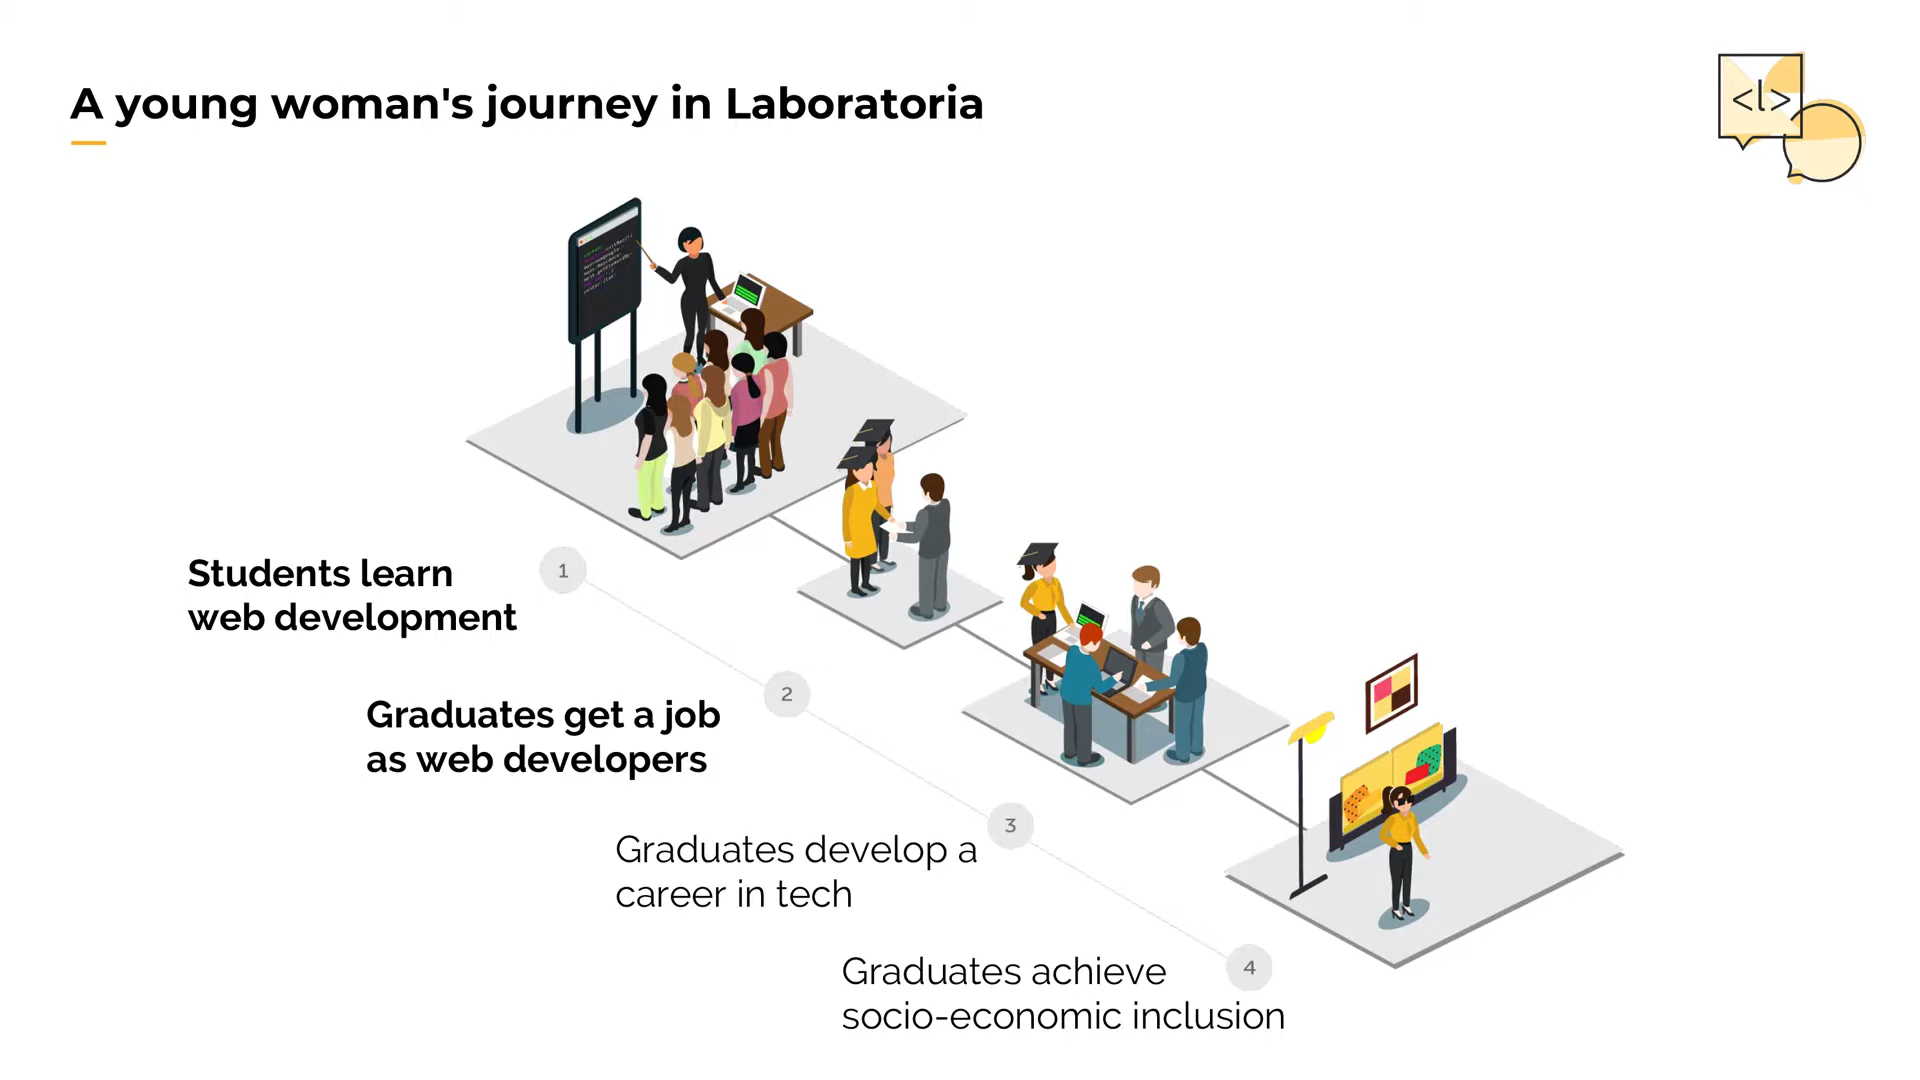 A young woman's journey in Laboratoria
<l>
1
Students learn
web development
2
Graduates get a job
as web developers
3
Graduates develop a
career in tech
4
Graduates achieve
socio-economic inclusion